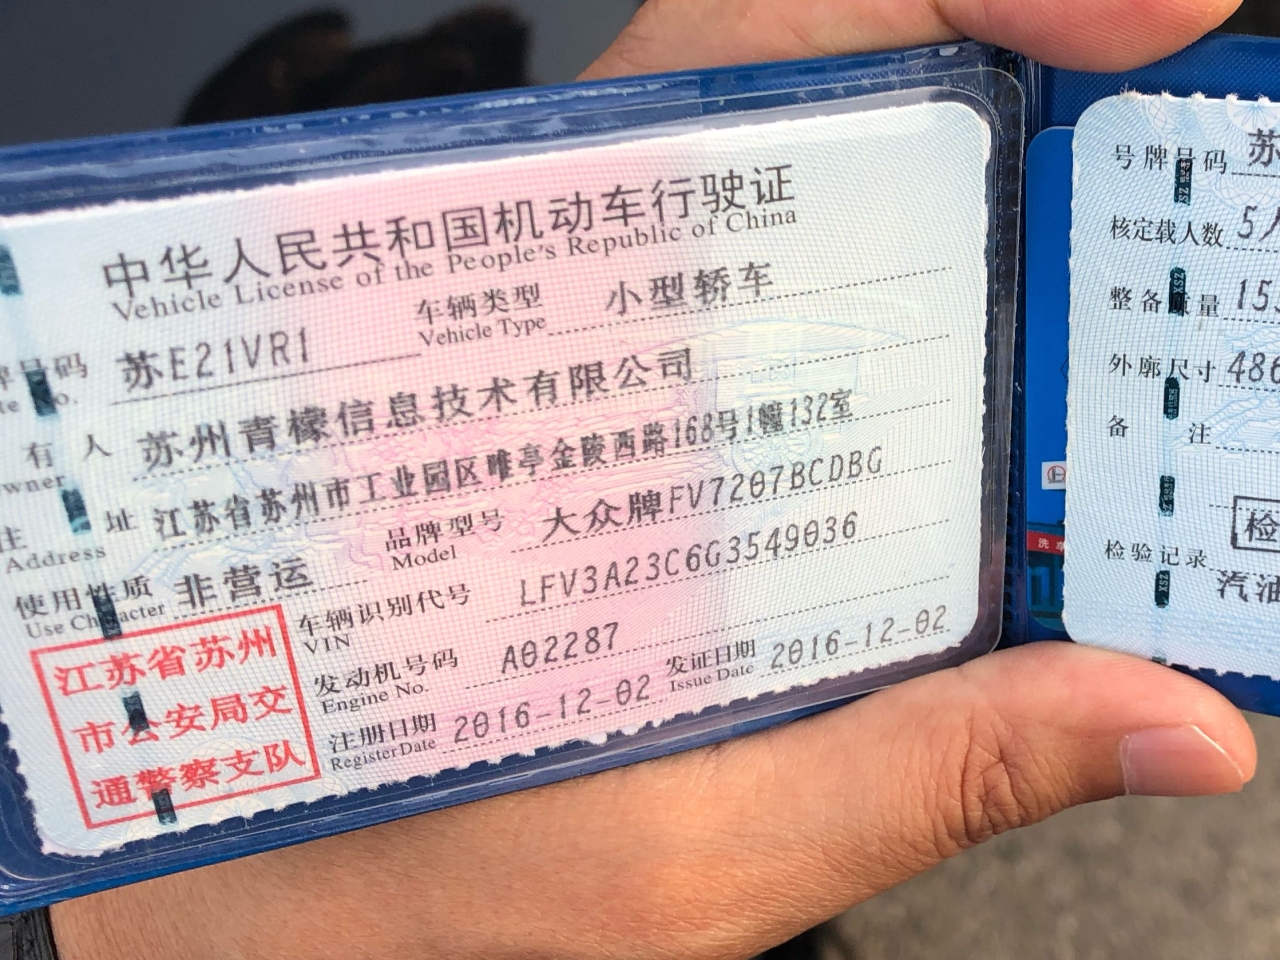 中华人民共和国机动车行驶证
Vehicle License of the People's Republic of China
牌号码 苏E21VR1 车辆类型 小型轿车
No. Vehicle Type
有人 苏州青檬信息技术有限公司
wner
址 江苏省苏州市工业园区唯亭金陵西路168号1幢132室
Address
使用性质 非营运 品牌型号 大众牌FV7207BCDBG
Use Character Model
车辆识别代号 LFV3A23C6G3549036
VIN
江苏省苏州
市公安局交
通警察支队
发动机号码 A02287
Engine No.
注册日期 2016-12-02 发证日期 2016-12-02
Register Date Issue Date
号牌号码 苏
核定载人数 5人
整备质量 155
外廓尺寸 486
备注
检
检验记录
汽油